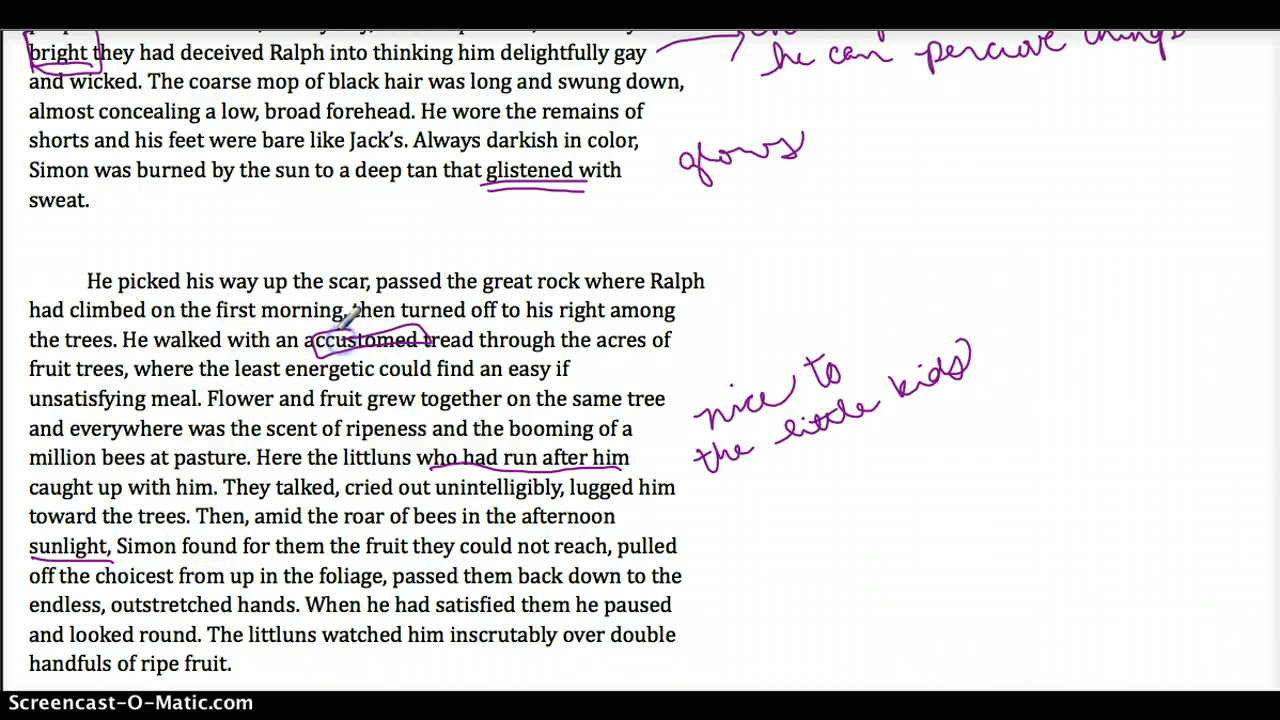 bright they had deceived Ralph into thinking him delightfully gay
he can percieve things
and wicked. The coarse mop of black hair was long and swung down,
almost concealing a low, broad forehead. He wore the remains of
shorts and his feet were bare like Jack’s. Always darkish in color,
glows
Simon was burned by the sun to a deep tan that glistened with
sweat.
He picked his way up the scar, passed the great rock where Ralph
had climbed on the first morning, then turned off to his right among
the trees. He walked with an accustomed tread through the acres of
fruit trees, where the least energetic could find an easy if
unsatisfying meal. Flower and fruit grew together on the same tree
nice to
the little kids
and everywhere was the scent of ripeness and the booming of a
million bees at pasture. Here the littluns who had run after him
caught up with him. They talked, cried out unintelligibly, lugged him
toward the trees. Then, amid the roar of bees in the afternoon
sunlight, Simon found for them the fruit they could not reach, pulled
off the choicest from up in the foliage, passed them back down to the
endless, outstretched hands. When he had satisfied them he paused
and looked round. The littluns watched him inscrutably over double
handfuls of ripe fruit.
Screencast-O-Matic.com